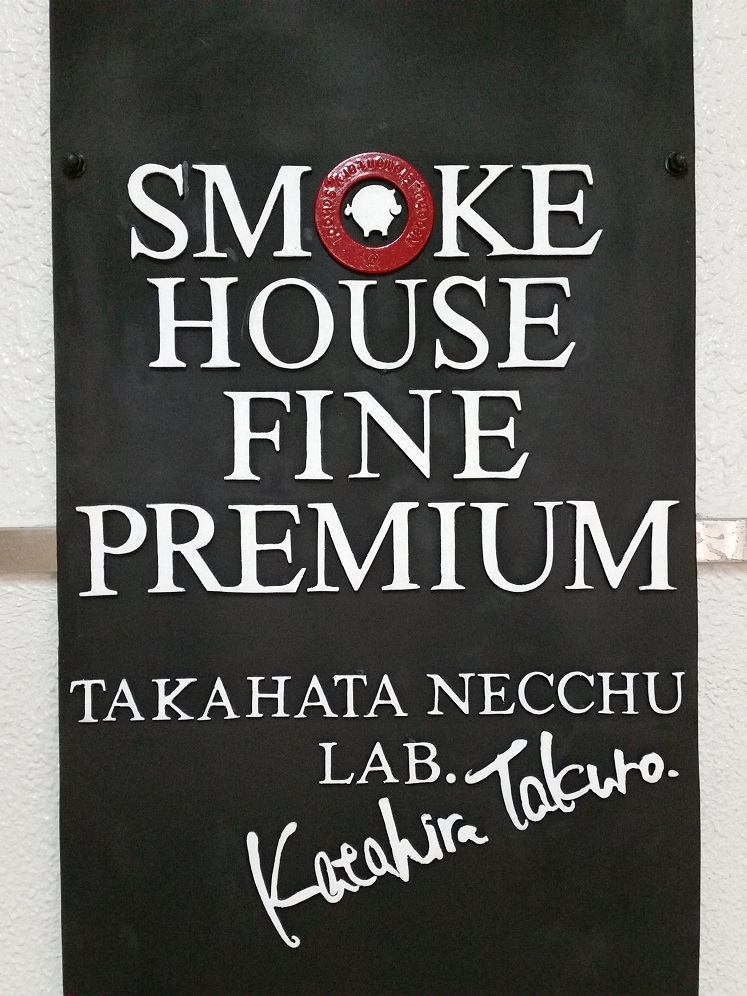 SMOKE
HOUSE
FINE
PREMIUM
TAKAHATA NECCHU
LAB.
Katahira Takuro.